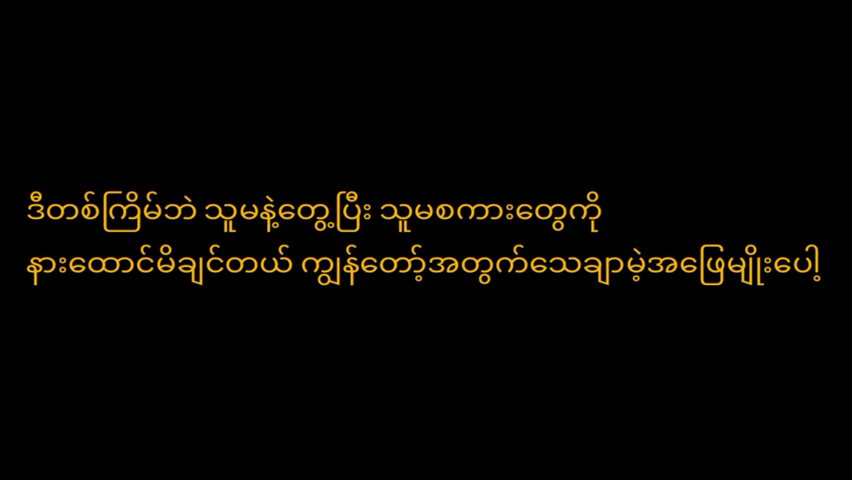 ဒီတစ်ကြိမ်ဘဲ သူမနဲ့တွေ့ပြီး သူမစကားတွေကို
နားထောင်မိချင်တယ် ကျွန်တော့်အတွက်သေချာမဲ့အဖြေမျိုးပေါ့